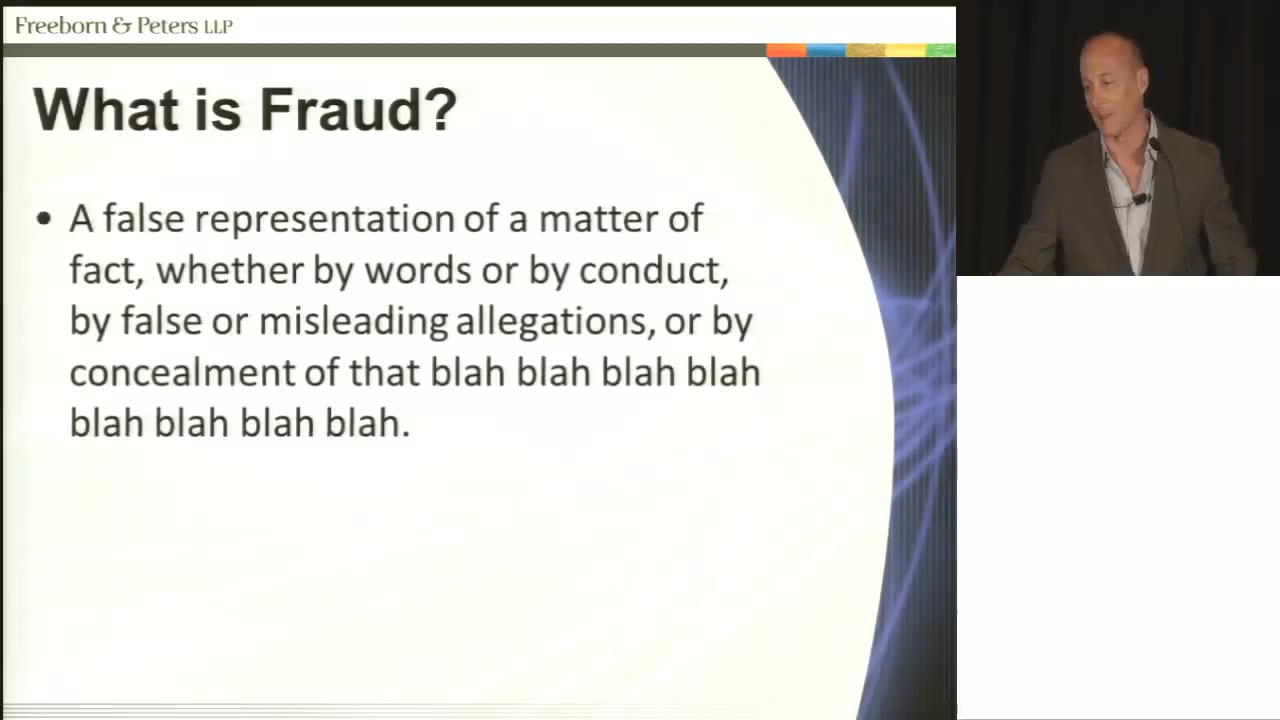 Freeborn & Peters LLP
What is Fraud?
• A false representation of a matter of
fact, whether by words or by conduct,
by false or misleading allegations, or by
concealment of that blah blah blah blah
blah blah blah blah.